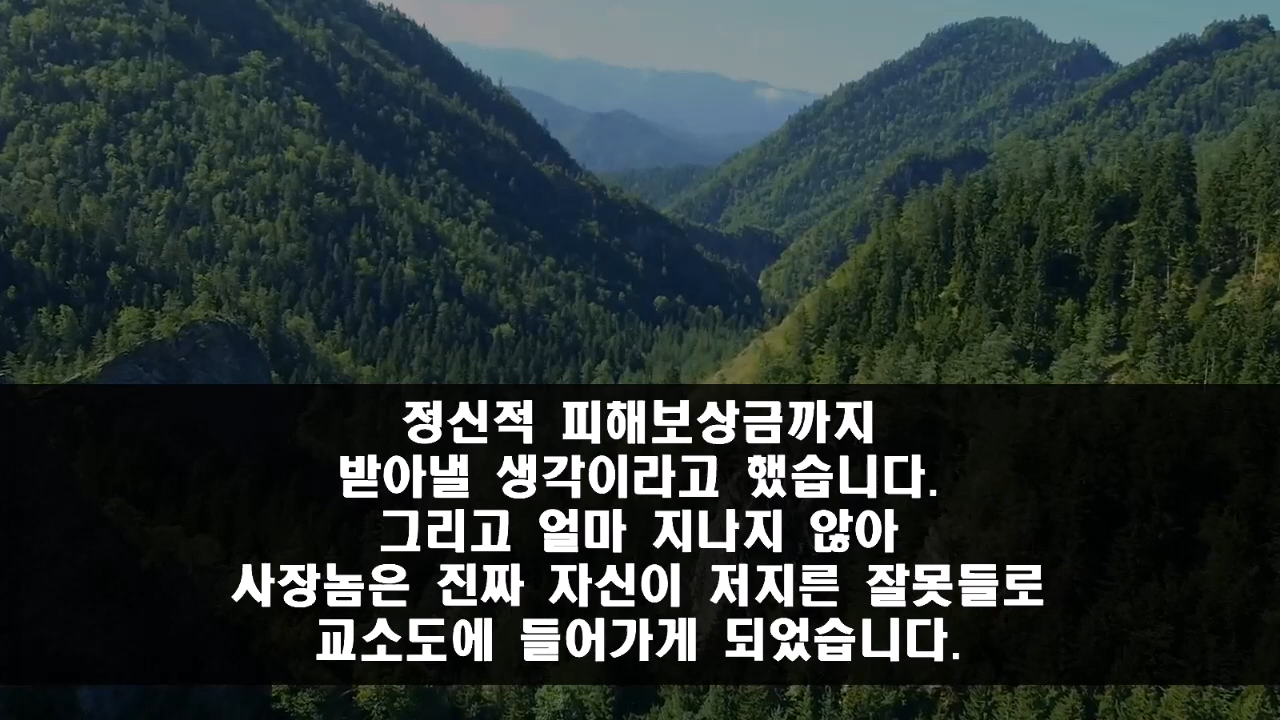 정신적 피해보상금까지
받아낼 생각이라고 했습니다.
그리고 얼마 지나지 않아
사장놈은 진짜 자신이 저지른 잘못들로
교소도에 들어가게 되었습니다.